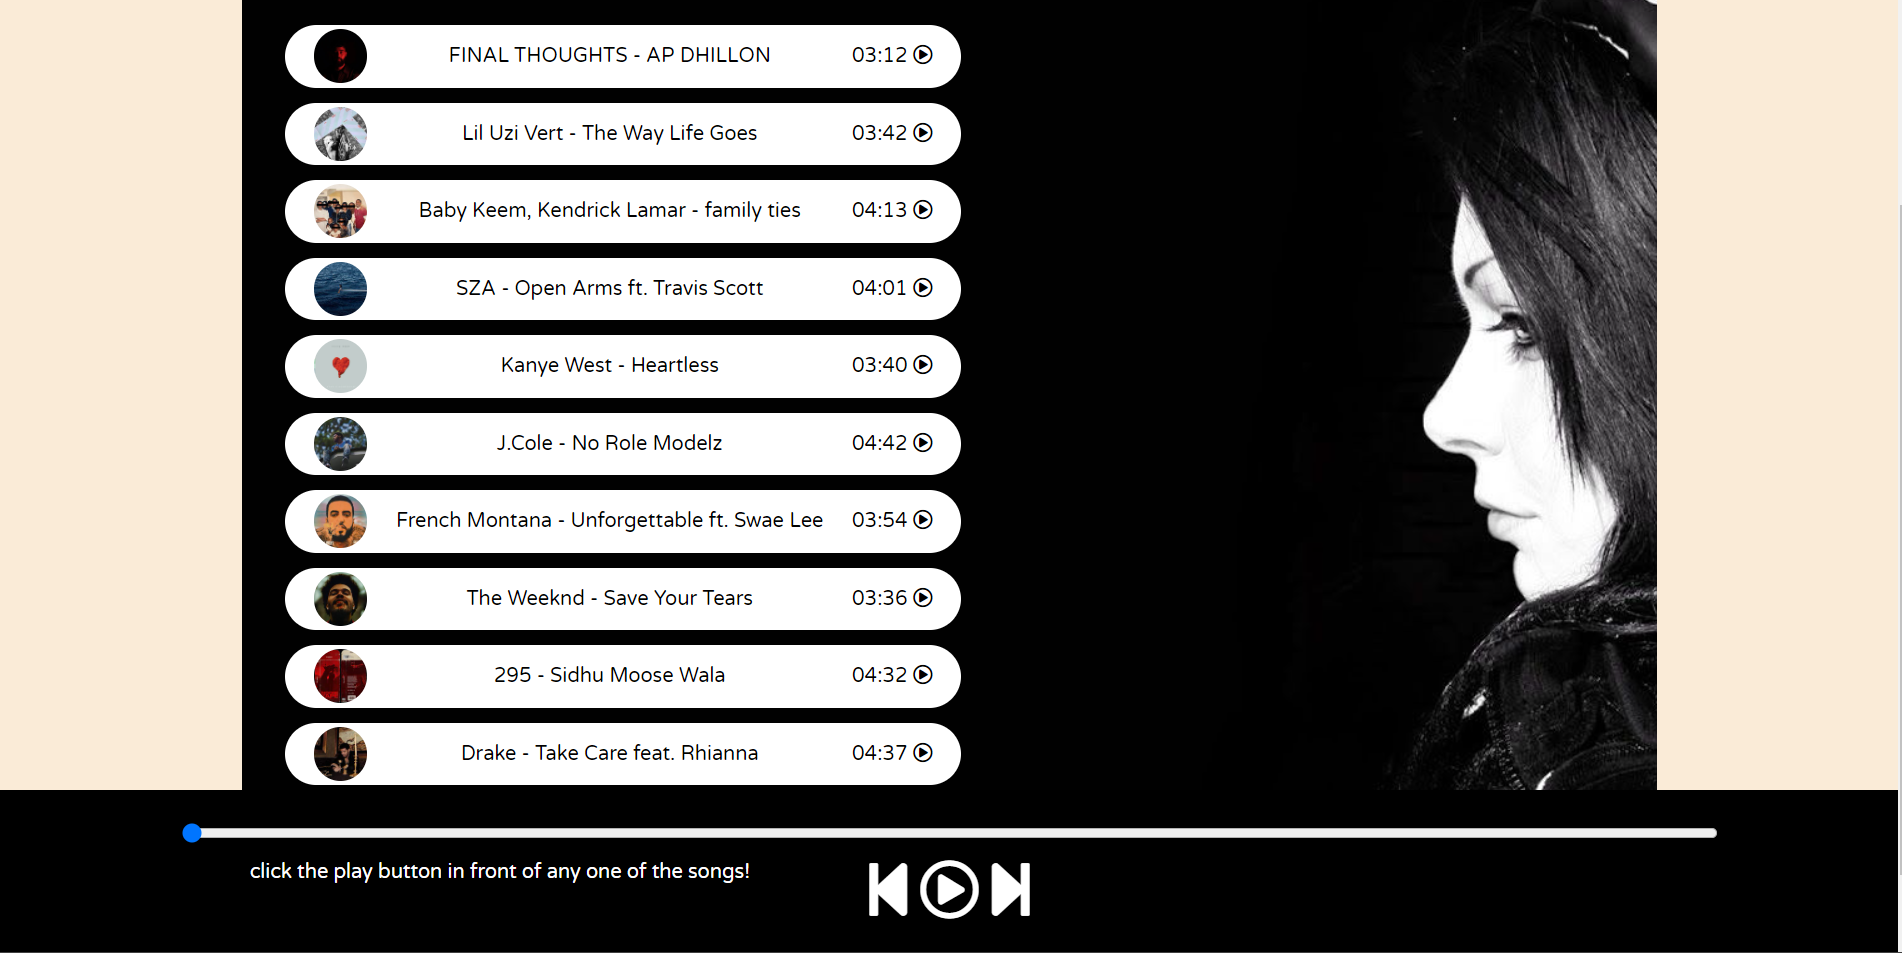 FINAL THOUGHTS - AP DHILLON 03:12
Lil Uzi Vert - The Way Life Goes 03:42
Baby Keem, Kendrick Lamar - family ties 04:13
SZA - Open Arms ft. Travis Scott 04:01
Kanye West - Heartless 03:40
J.Cole - No Role Modelz 04:42
French Montana - Unforgettable ft. Swae Lee 03:54
The Weeknd - Save Your Tears 03:36
295 - Sidhu Moose Wala 04:32
Drake - Take Care feat. Rhianna 04:37
click the play button in front of any one of the songs!